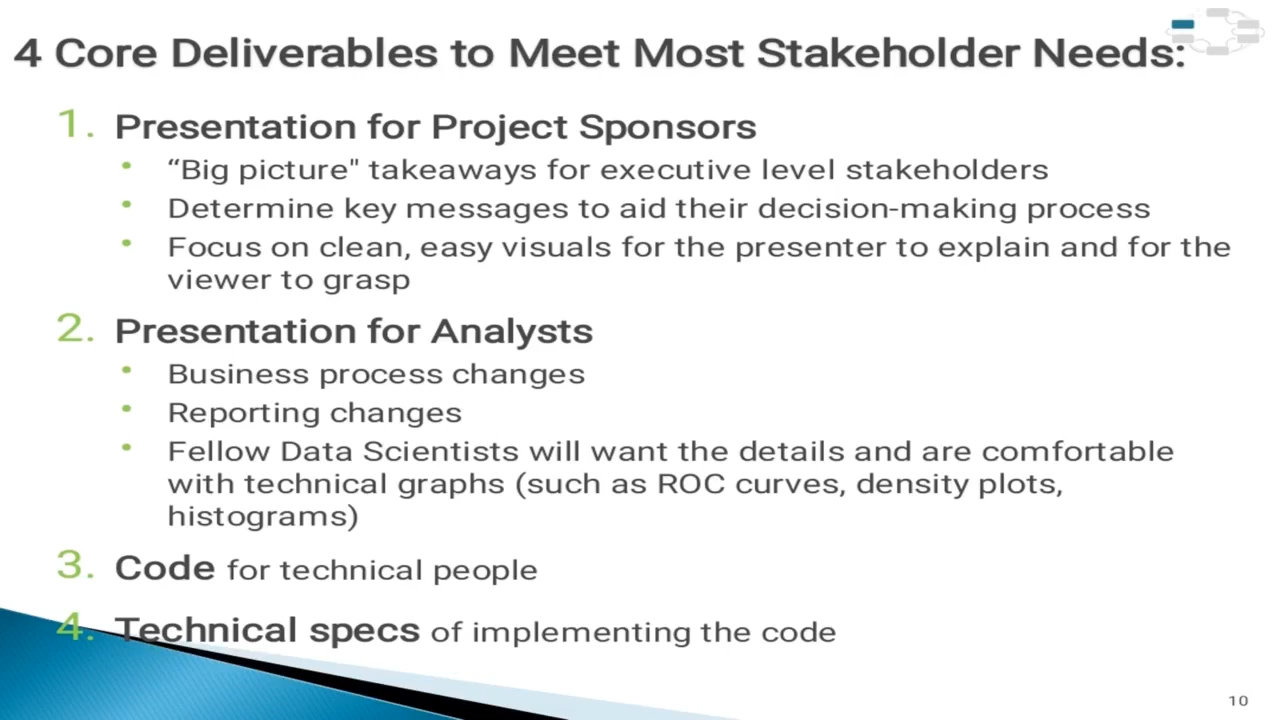 4 Core Deliverables to Meet Most Stakeholder Needs:
1. Presentation for Project Sponsors
• “Big picture" takeaways for executive level stakeholders
• Determine key messages to aid their decision-making process
• Focus on clean, easy visuals for the presenter to explain and for the
viewer to grasp
2. Presentation for Analysts
• Business process changes
• Reporting changes
• Fellow Data Scientists will want the details and are comfortable
with technical graphs (such as ROC curves, density plots,
histograms)
3. Code for technical people
4. Technical specs of implementing the code
10